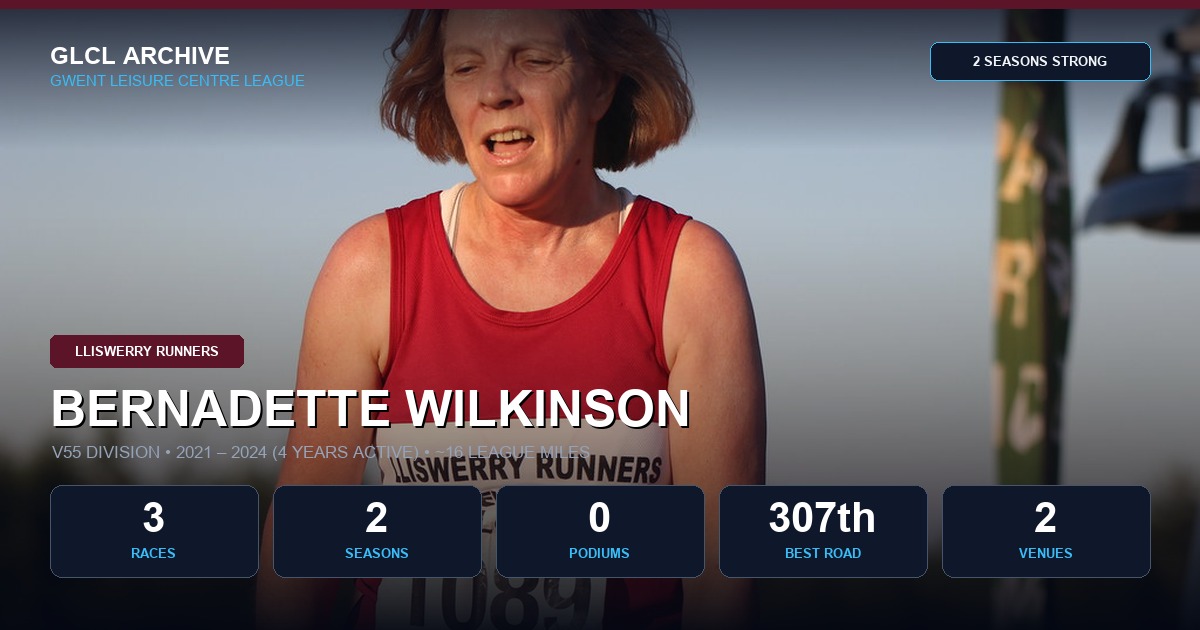 GLCL ARCHIVE
GWENT LEISURE CENTRE LEAGUE
2 SEASONS STRONG
LLISWERRY RUNNERS
BERNADETTE WILKINSON
V55 DIVISION • 2021 – 2024 (4 YEARS ACTIVE) • ~16 LEAGUE MILES
LLISWERRY RUNNERS
3
RACES
2
SEASONS
0
PODIUMS
307th
BEST ROAD
2
VENUES
1089